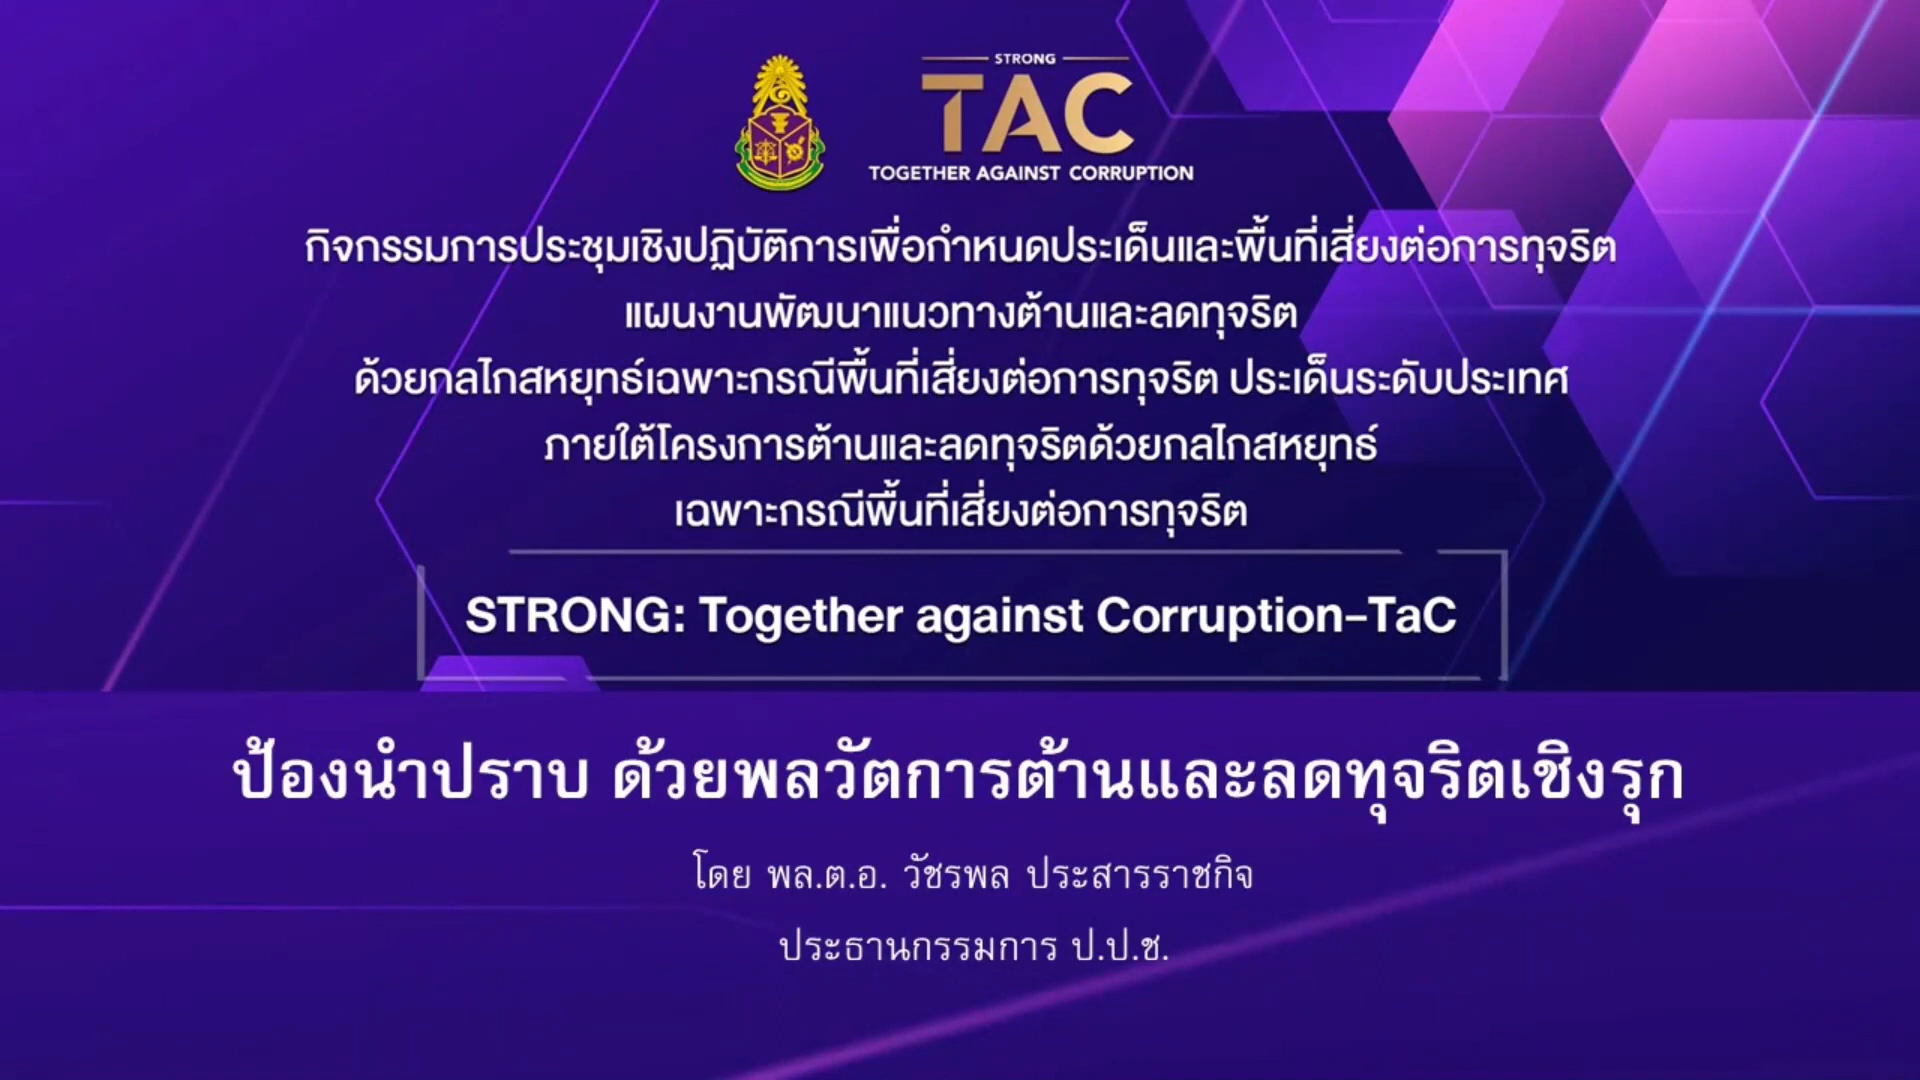 STRONG
TAC
TOGETHER AGAINST CORRUPTION
กิจกรรมการประชุมเชิงปฏิบัติการเพื่อกำหนดประเด็นและพื้นที่เสี่ยงต่อการทุจริต
แผนงานพัฒนาแนวทางต้านและลดทุจริต
ด้วยกลไกสหยุทธ์เฉพาะกรณีพื้นที่เสี่ยงต่อการทุจริต ประเด็นระดับประเทศ
ภายใต้โครงการต้านและลดทุจริตด้วยกลไกสหยุทธ์
เฉพาะกรณีพื้นที่เสี่ยงต่อการทุจริต
STRONG: Together against Corruption-TaC
ป้องนำปราบ ด้วยพลวัตการต้านและลดทุจริตเชิงรุก
โดย พล.ต.อ. วัชรพล ประสารราชกิจ
ประธานกรรมการ ป.ป.ช.